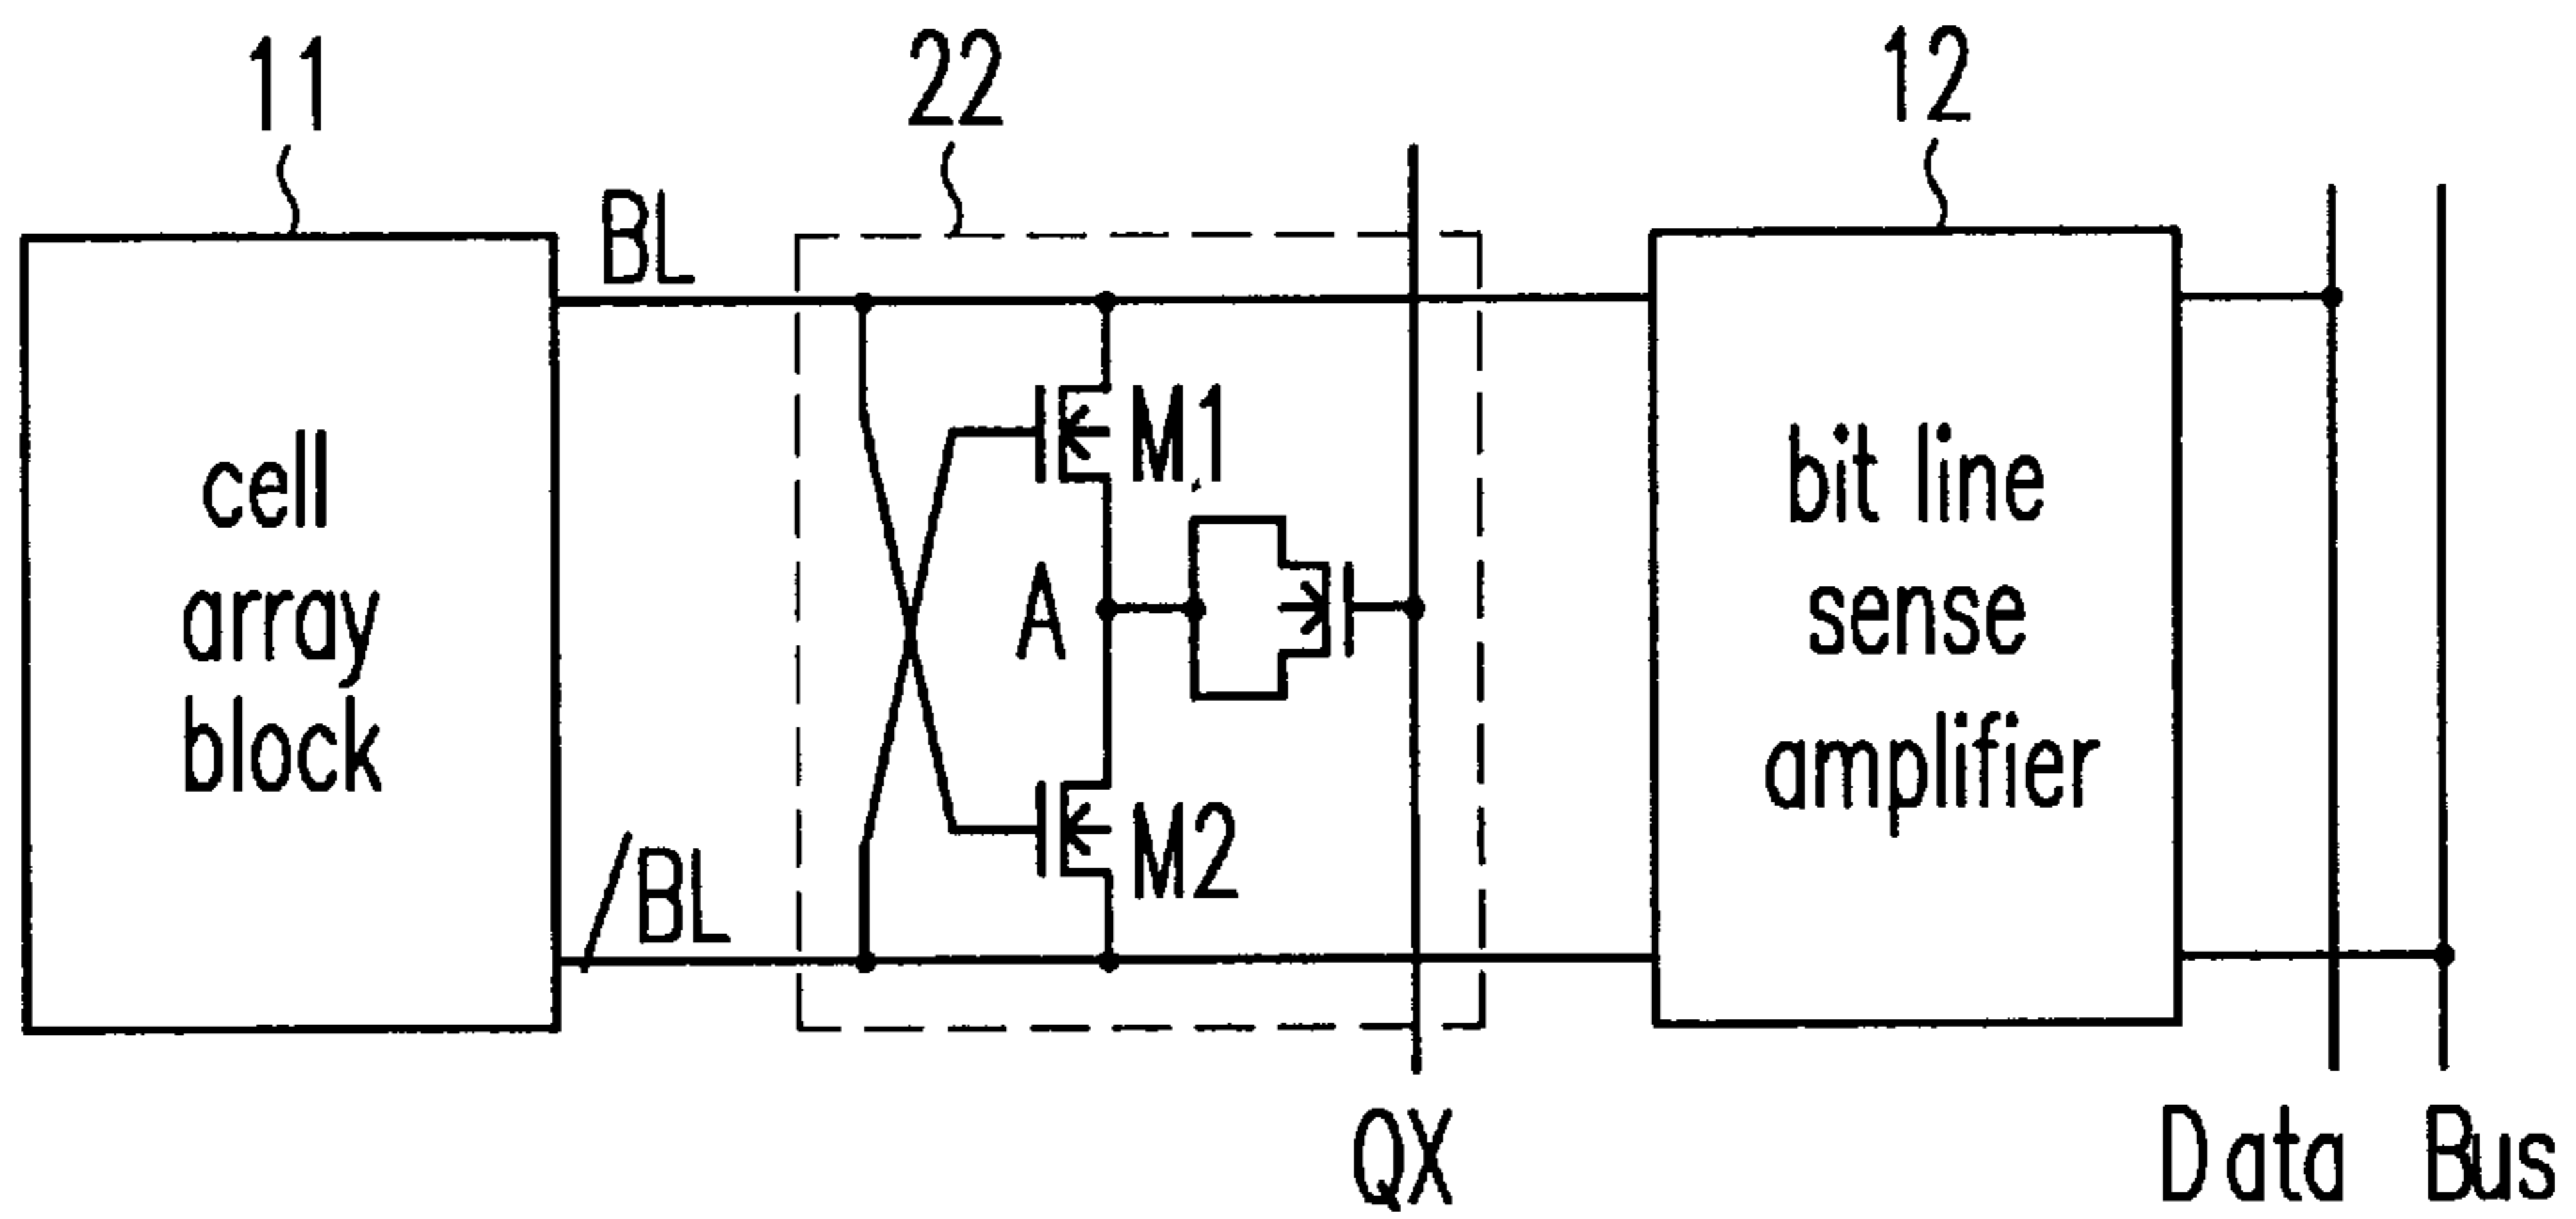 11
22
12
BL
cell
array
block
M1
A
M2
/BL
bit line
sense
amplifier
QX
Data Bus